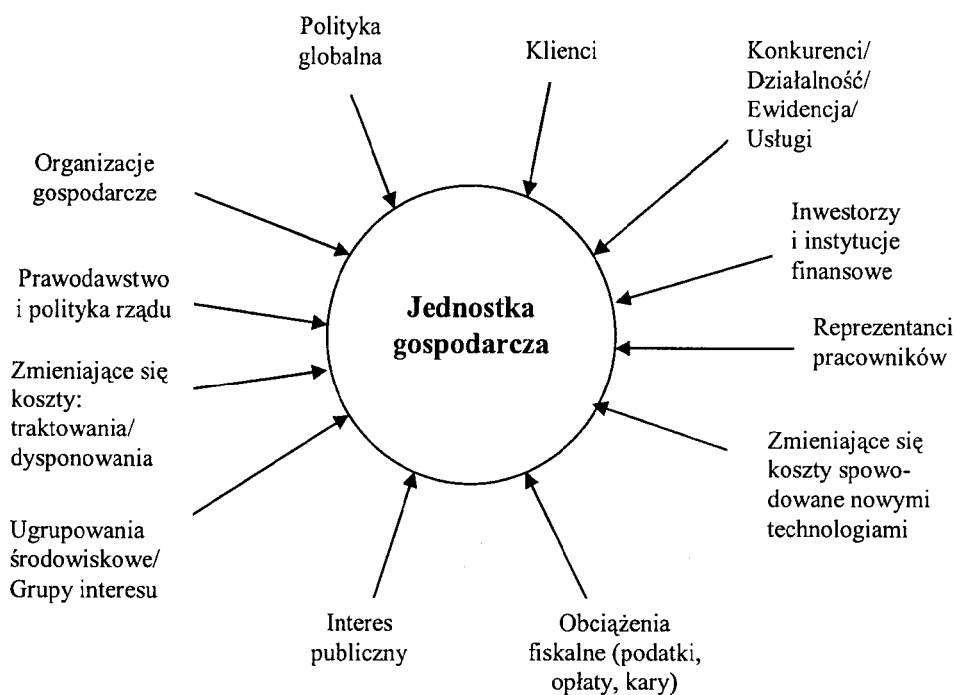 Polityka
globalna
Klienci
Konkurenci/
Działalność/
Ewidencja/
Usługi
Organizacje
gospodarcze
Inwestorzy
i instytucje
finansowe
Prawodawstwo
i polityka rządu
Jednostka
gospodarcza
Reprezentanci
pracowników
Zmieniające się
koszty:
traktowania/
dysponowania
Zmieniające się
koszty spowo-
dowane nowymi
technologiami
Ugrupowania
środowiskowe/
Grupy interesu
Interes
publiczny
Obciążenia
fiskalne (podatki,
opłaty, kary)